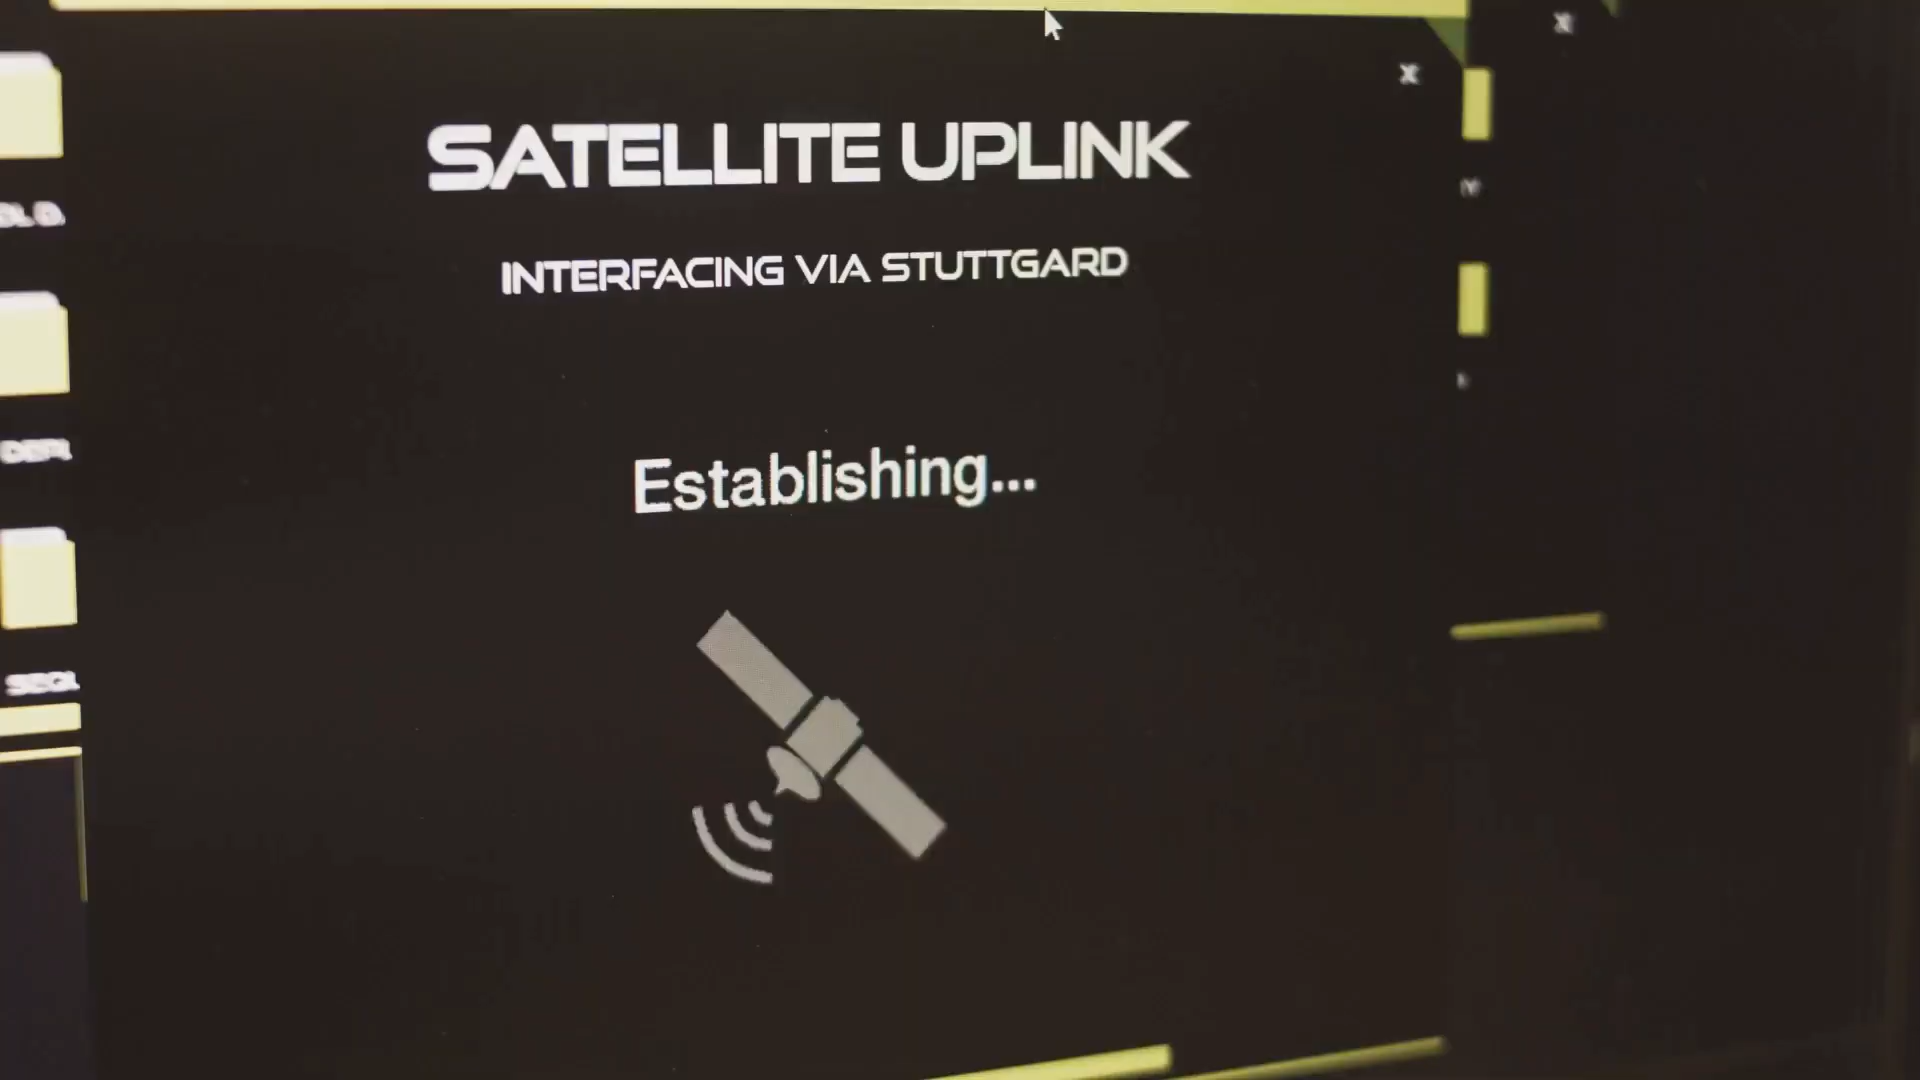 x
x
SATELLITE UPLINK
INTERFACING VIA STUTTGARD
Establishing...